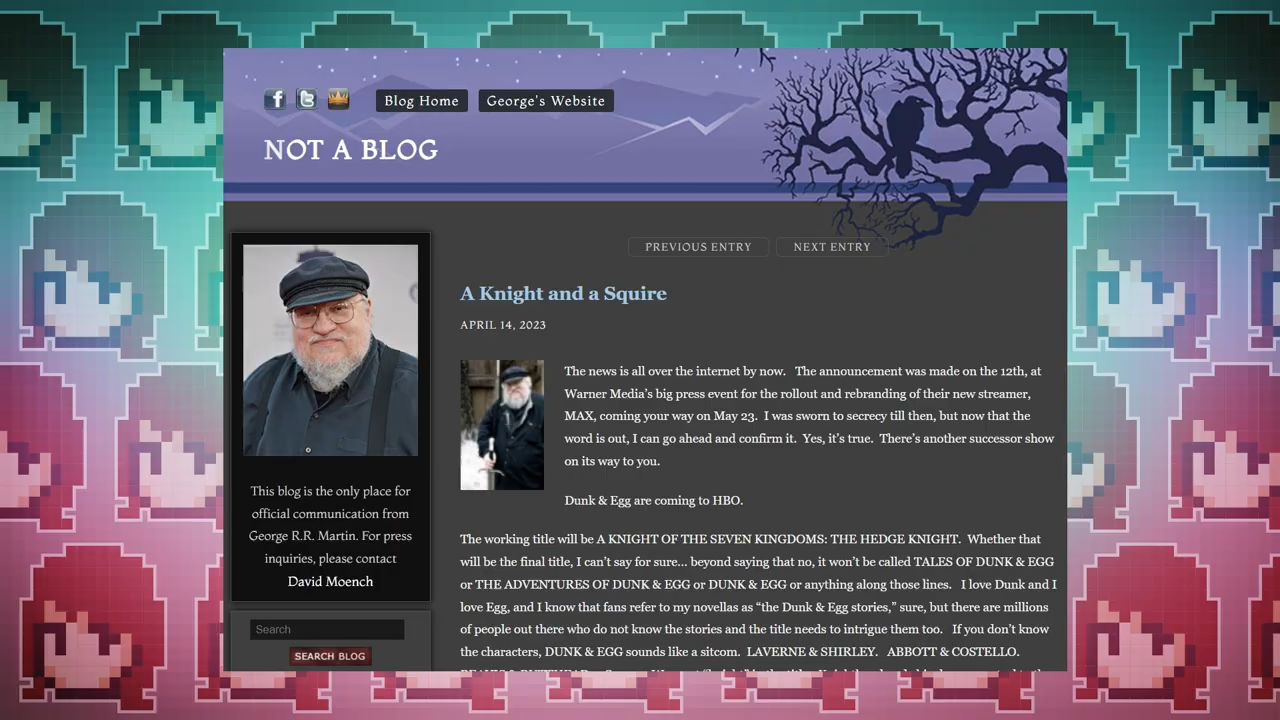 Blog Home George's Website
NOT A BLOG
PREVIOUS ENTRY NEXT ENTRY
A Knight and a Squire
APRIL 14, 2023
The news is all over the internet by now. The announcement was made on the 12th, at
Warner Media's big press event for the rollout and rebranding of their new streamer,
MAX, coming your way on May 23. I was sworn to secrecy till then, but now that the
word is out, I can go ahead and confirm it. Yes, it's true. There's another successor show
on its way to you.
Dunk & Egg are coming to HBO.
The working title will be A KNIGHT OF THE SEVEN KINGDOMS: THE HEDGE KNIGHT. Whether that
will be the final title, I can't say for sure... beyond saying that no, it won't be called TALES OF DUNK & EGG
or THE ADVENTURES OF DUNK & EGG or DUNK & EGG or anything along those lines. I love Dunk and I
love Egg, and I know that fans refer to my novellas as “the Dunk & Egg stories,” sure, but there are millions
of people out there who do not know the stories and the title needs to intrigue them too. If you don't know
the characters, DUNK & EGG sounds like a sitcom. LAVERNE & SHIRLEY. ABBOTT & COSTELLO.
This blog is the only place for
official communication from
George R.R. Martin. For press
inquiries, please contact
David Moench
Search
SEARCH BLOG